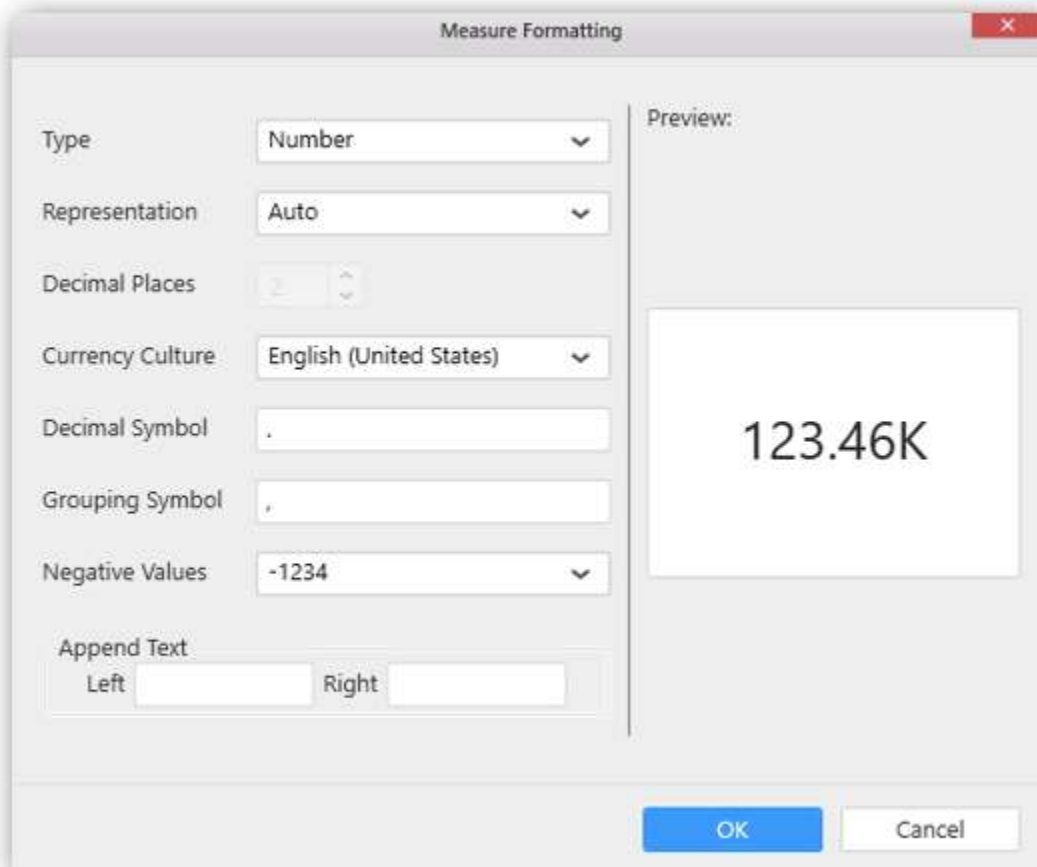 Measure Formatting
Preview:
Type Number
Representation Auto
Decimal Places 2
Currency Culture English (United States)
Decimal Symbol .
123.46K
Grouping Symbol ,
Negative Values -1234
Append Text
Left Right
OK Cancel